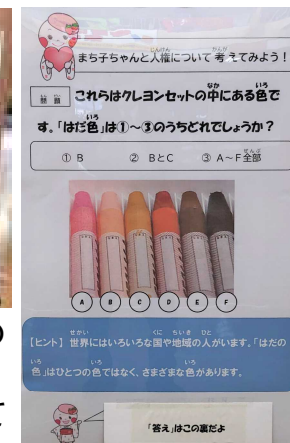 まち子ちゃんと人権について考えてみよう!
問題 これらはクレヨンセットの中にある色で
す。「はだ色」は①~③のうちどれでしょうか?
① B ② BとC ③ A~F全部
A B C D E F
【ヒント】世界にはいろいろな国や地域の人がいます。「はだの
色」はひとつの色ではなく、さまざまな色があります。
「答え」はこの裏だよ